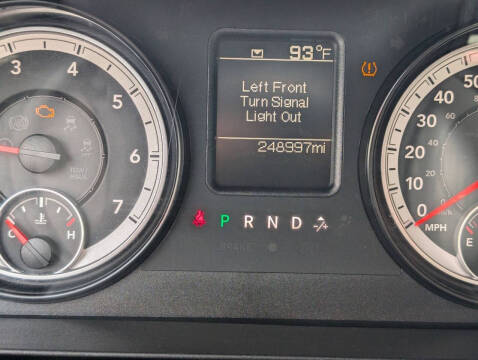 93°F
Left Front
Turn Signal
Light Out
248997mi
3
4
5
6
7
C H
P R N D
50
40
30
20
10
0
MPH
E
BRAKE